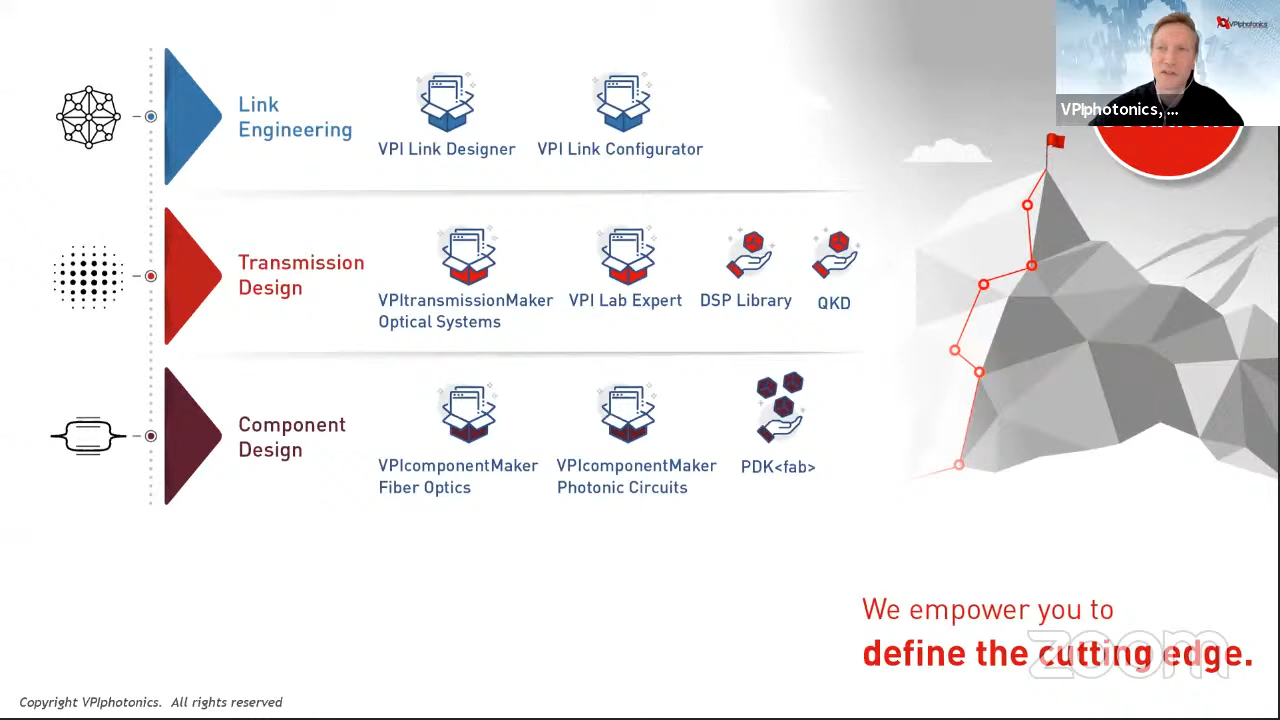 VPIphotonics
VPIphotonics, ...
Link
Engineering
VPI Link Designer
VPI Link Configurator
Transmission
Design
VPItransmissionMaker
Optical Systems
VPI Lab Expert
DSP Library
QKD
Component
Design
VPIcomponentMaker
Fiber Optics
VPIcomponentMaker
Photonic Circuits
PDK<fab>
We empower you to
define the cutting edge.
zoom
Copyright VPIphotonics. All rights reserved